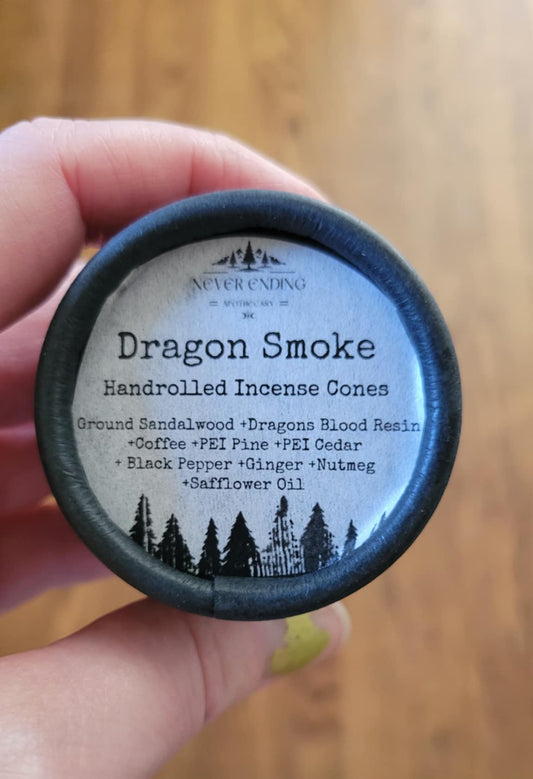 NEVER ENDING
= APOTHECARY =
Dragon Smoke
Handrolled Incense Cones
Ground Sandalwood +Dragons Blood Resin
+Coffee +PEI Pine +PEI Cedar
+ Black Pepper +Ginger +Nutmeg
+Safflower Oil